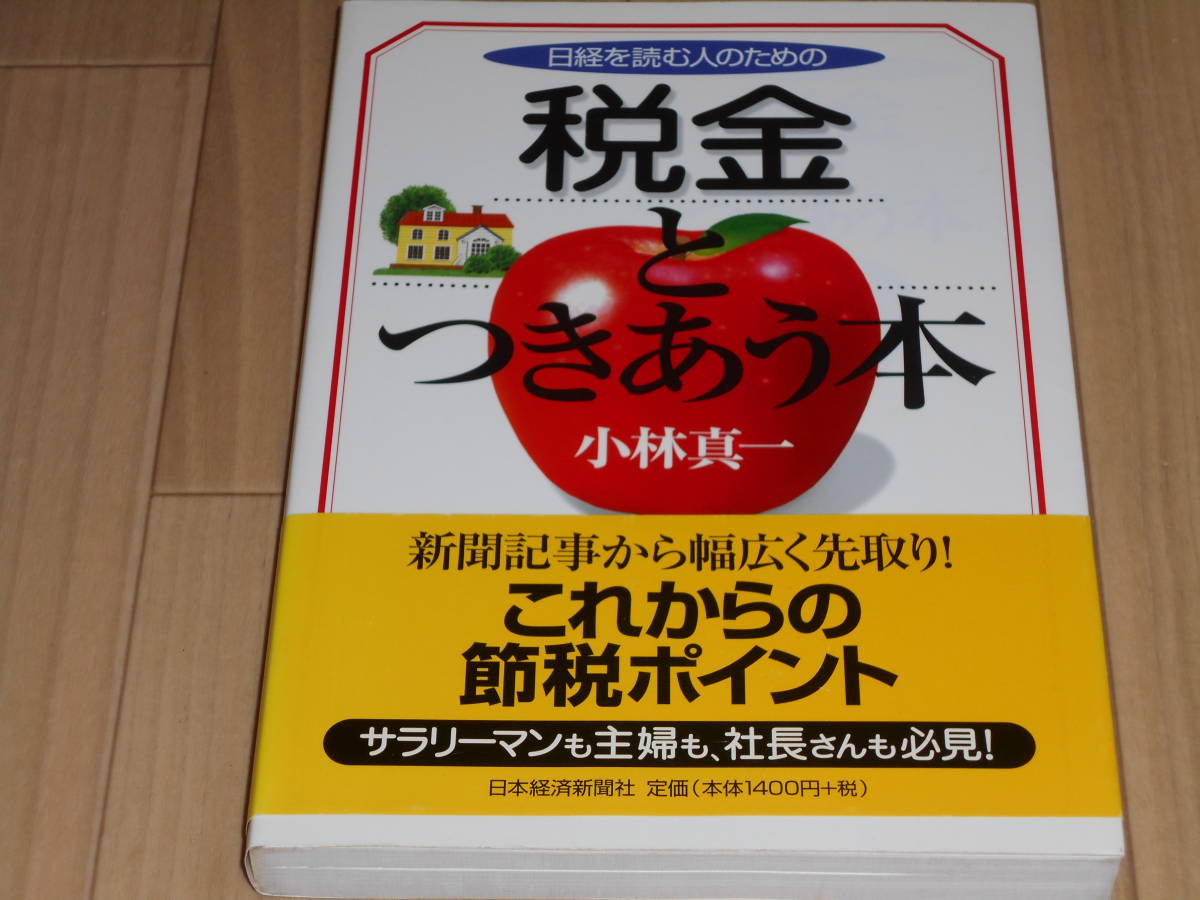 日経を読む人のための
税金
と
つきあう本
小林真一
新聞記事から幅広く先取り!
これからの
節税ポイント
サラリーマンも主婦も、社長さんも必見!
日本経済新聞社 定価(本体1400円+税)